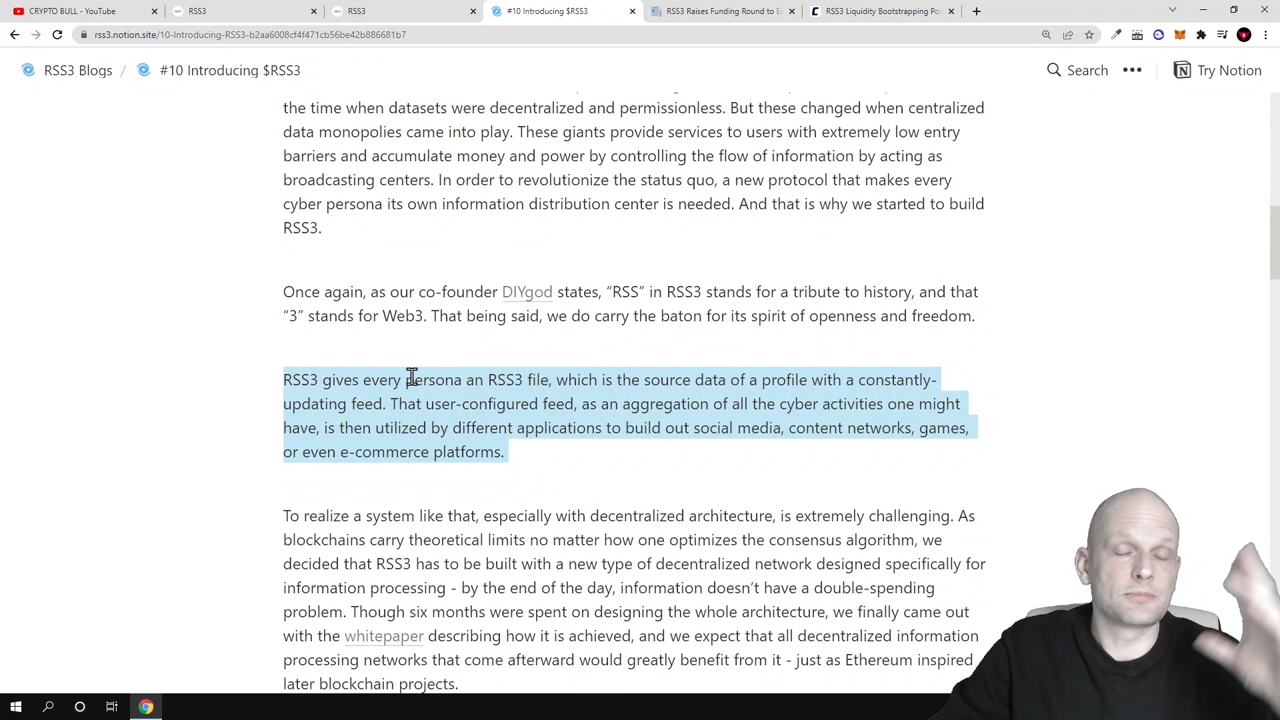 CRYPTO BULL - YouTube
RSS3
RSS3
#10 Introducing $RSS3
RSS3 Raises Funding Round to E
RSS3 Liquidity Bootstrapping Po
rss3.notion.site/10-Introducing-RSS3-b2aa6008cf4f471cb56be42b886681b7
RSS3 Blogs / #10 Introducing $RSS3
Search
Try Notion
the time when datasets were decentralized and permissionless. But these changed when centralized
data monopolies came into play. These giants provide services to users with extremely low entry
barriers and accumulate money and power by controlling the flow of information by acting as
broadcasting centers. In order to revolutionize the status quo, a new protocol that makes every
cyber persona its own information distribution center is needed. And that is why we started to build
RSS3.
Once again, as our co-founder DIYgod states, “RSS” in RSS3 stands for a tribute to history, and that
“3” stands for Web3. That being said, we do carry the baton for its spirit of openness and freedom.
RSS3 gives every persona an RSS3 file, which is the source data of a profile with a constantly-
updating feed. That user-configured feed, as an aggregation of all the cyber activities one might
have, is then utilized by different applications to build out social media, content networks, games,
or even e-commerce platforms.
To realize a system like that, especially with decentralized architecture, is extremely challenging. As
blockchains carry theoretical limits no matter how one optimizes the consensus algorithm, we
decided that RSS3 has to be built with a new type of decentralized network designed specifically for
information processing - by the end of the day, information doesn’t have a double-spending
problem. Though six months were spent on designing the whole architecture, we finally came out
with the whitepaper describing how it is achieved, and we expect that all decentralized information
processing networks that come afterward would greatly benefit from it - just as Ethereum inspired
later blockchain projects.